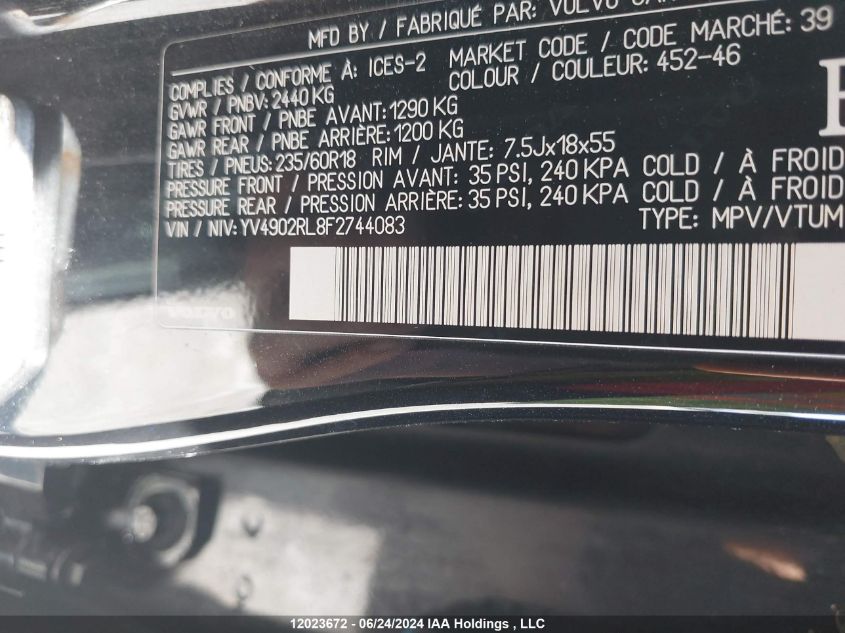 MFD BY / FABRIQUÉ PAR: VOLVO CAR
COMPLIES / CONFORME À: ICES-2 MARKET CODE / CODE MARCHÉ: 39
GVWR / PNBV: 2440 KG COLOUR / COULEUR: 452-46
GAWR FRONT / PNBE AVANT: 1290 KG
GAWR REAR / PNBE ARRIÈRE: 1200 KG
TIRES / PNEUS: 235/60R18 RIM / JANTE: 7.5Jx18x55
PRESSURE FRONT / PRESSION AVANT: 35 PSI, 240 KPA COLD / À FROID
PRESSURE REAR / PRESSION ARRIÈRE: 35 PSI, 240 KPA COLD / À FROID
VIN / NIV: YV4902RL8F2744083 TYPE: MPV/VTUM
VOLVO
12023672 - 06/24/2024 IAA Holdings , LLC